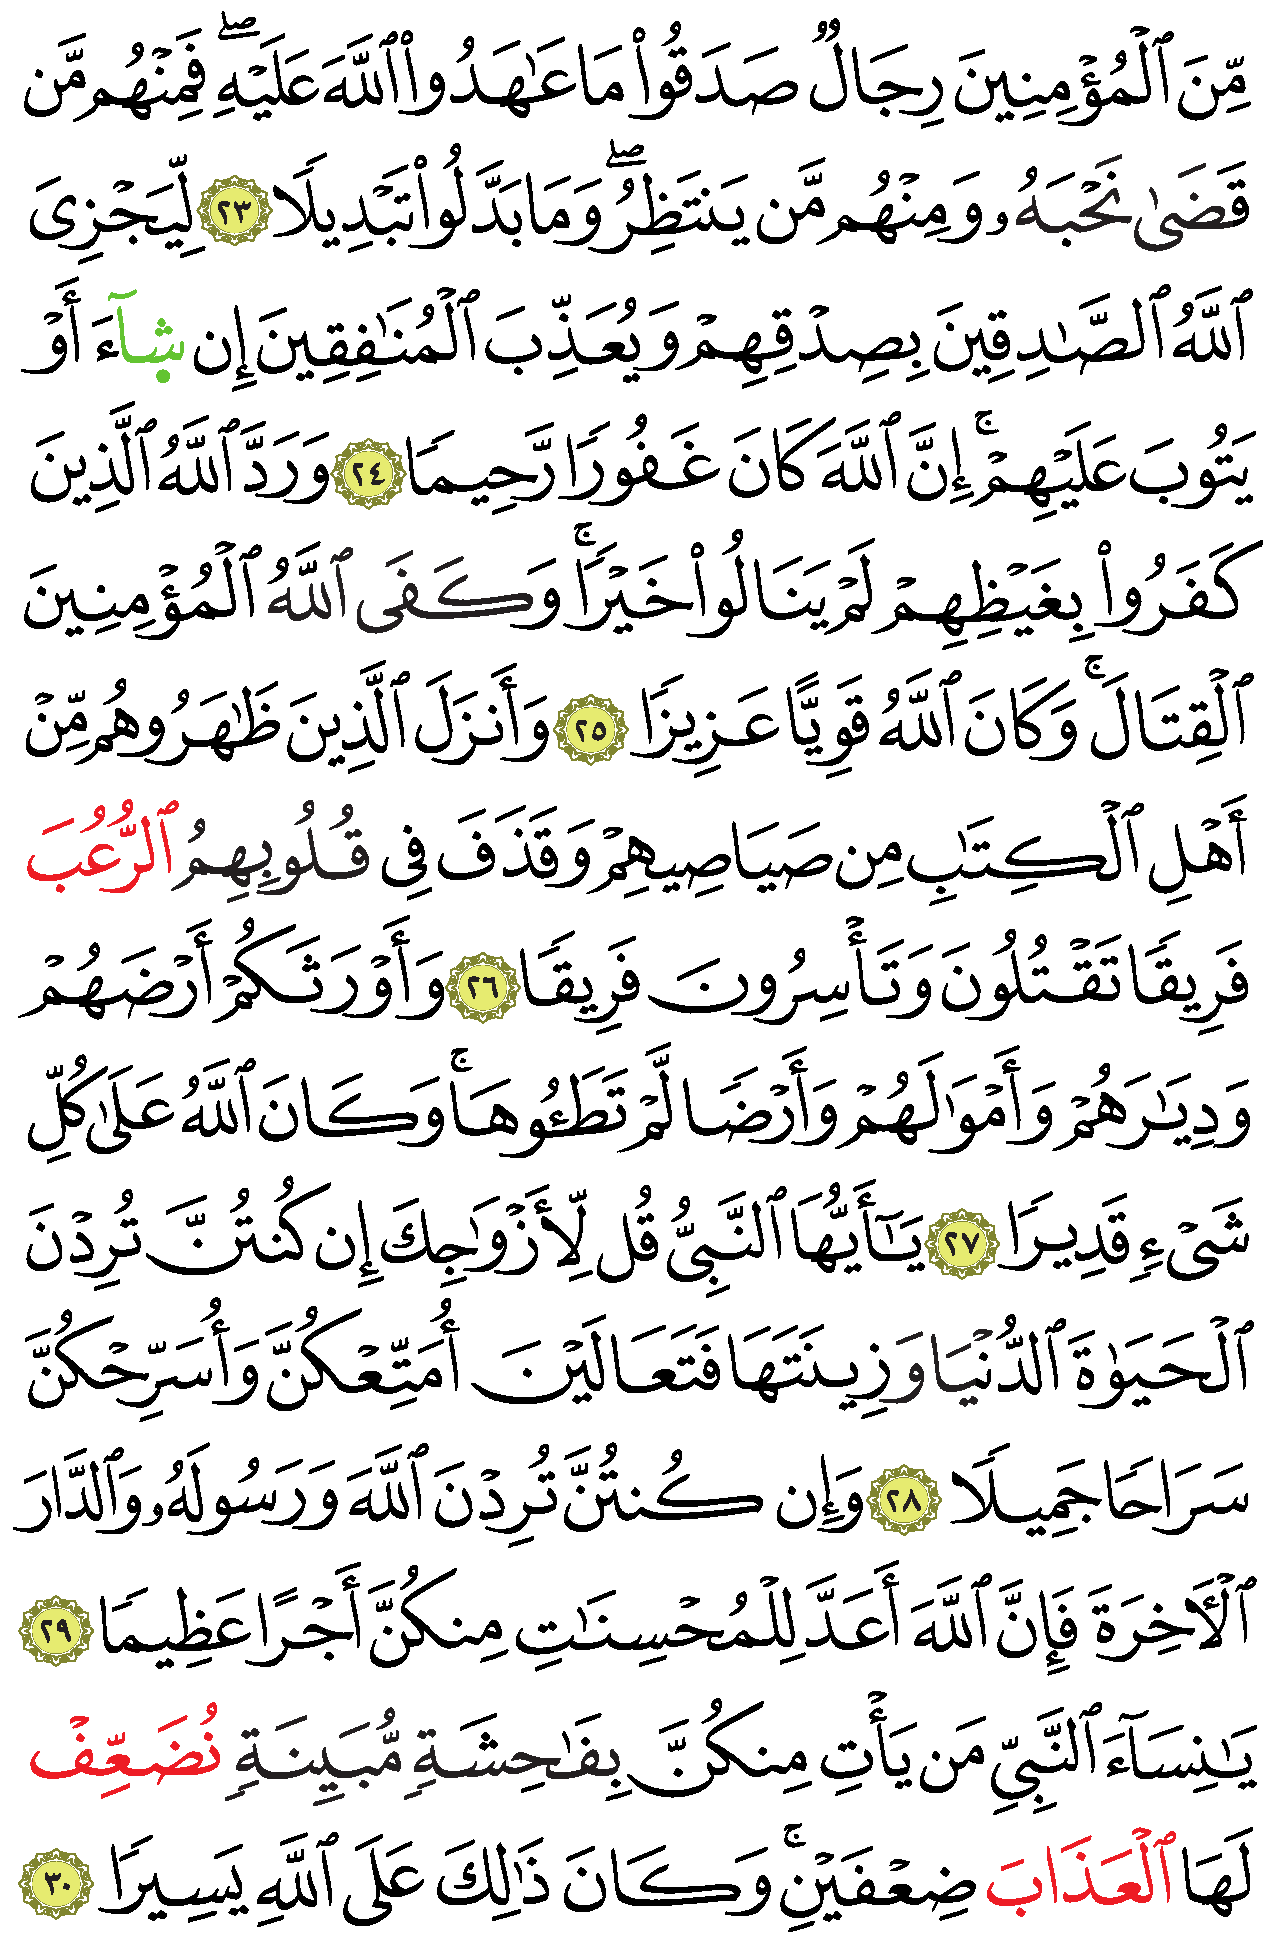 مِّنَ ٱلْمُؤْمِنِينَ رِجَالٌ صَدَقُوا۟ مَا عَـٰهَدُوا۟ ٱللَّهَ عَلَيْهِ ۖ فَمِنْهُم مَّن
قَضَىٰ نَحْبَهُۥ وَمِنْهُم مَّن يَنتَظِرُ ۖ وَمَا بَدَّلُوا۟ تَبْدِيلًا ٢٣ لِّيَجْزِىَ
ٱللَّهُ ٱلصَّـٰدِقِينَ بِصِدْقِهِمْ وَيُعَذِّبَ ٱلْمُنَـٰفِقِينَ إِن شَآءَ أَوْ
يَتُوبَ عَلَيْهِمْ ۚ إِنَّ ٱللَّهَ كَانَ غَفُورًا رَّحِيمًا ٢٤ وَرَدَّ ٱللَّهُ ٱلَّذِينَ
كَفَرُوا۟ بِغَيْظِهِمْ لَمْ يَنَالُوا۟ خَيْرًا ۚ وَكَفَى ٱللَّهُ ٱلْمُؤْمِنِينَ
ٱلْقِتَالَ ۚ وَكَانَ ٱللَّهُ قَوِيًّا عَزِيزًا ٢٥ وَأَنزَلَ ٱلَّذِينَ ظَـٰهَرُوهُم مِّنْ
أَهْلِ ٱلْكِتَـٰبِ مِن صَيَاصِيهِمْ وَقَذَفَ فِى قُلُوبِهِمُ ٱلرُّعُبَ
فَرِيقًا تَقْتُلُونَ وَتَأْسِرُونَ فَرِيقًا ٢٦ وَأَوْرَثَكُمْ أَرْضَهُمْ
وَدِيَـٰرَهُمْ وَأَمْوَٰلَهُمْ وَأَرْضًا لَّمْ تَطَـُٔوهَا ۚ وَكَانَ ٱللَّهُ عَلَىٰ كُلِّ
شَىْءٍ قَدِيرًا ٢٧ يَـٰٓأَيُّهَا ٱلنَّبِىُّ قُل لِّأَزْوَٰجِكَ إِن كُنتُنَّ تُرِدْنَ
ٱلْحَيَوٰةَ ٱلدُّنْيَا وَزِينَتَهَا فَتَعَالَيْنَ أُمَتِّعْكُنَّ وَأُسَرِّحْكُنَّ
سَرَاحًا جَمِيلًا ٢٨ وَإِن كُنتُنَّ تُرِدْنَ ٱللَّهَ وَرَسُولَهُۥ وَٱلدَّارَ
ٱلْـَٔاخِرَةَ فَإِنَّ ٱللَّهَ أَعَدَّ لِلْمُحْسِنَـٰتِ مِنكُنَّ أَجْرًا عَظِيمًا ٢٩
يَـٰنِسَآءَ ٱلنَّبِىِّ مَن يَأْتِ مِنكُنَّ بِفَـٰحِشَةٍ مُّبَيِّنَةٍ نُضَعِّفْ
لَهَا ٱلْعَذَابَ ضِعْفَيْنِ ۚ وَكَانَ ذَٰلِكَ عَلَى ٱللَّهِ يَسِيرًا ٣٠